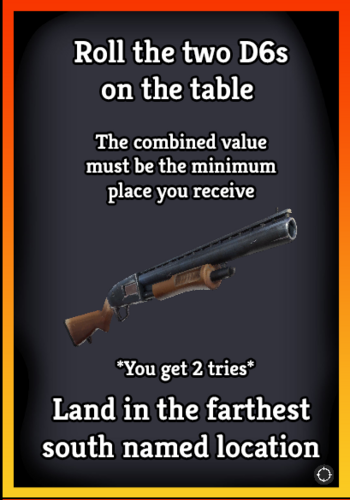 Roll the two D6s
on the table
The combined value
must be the minimum
place you receive
*You get 2 tries*
Land in the farthest
south named location